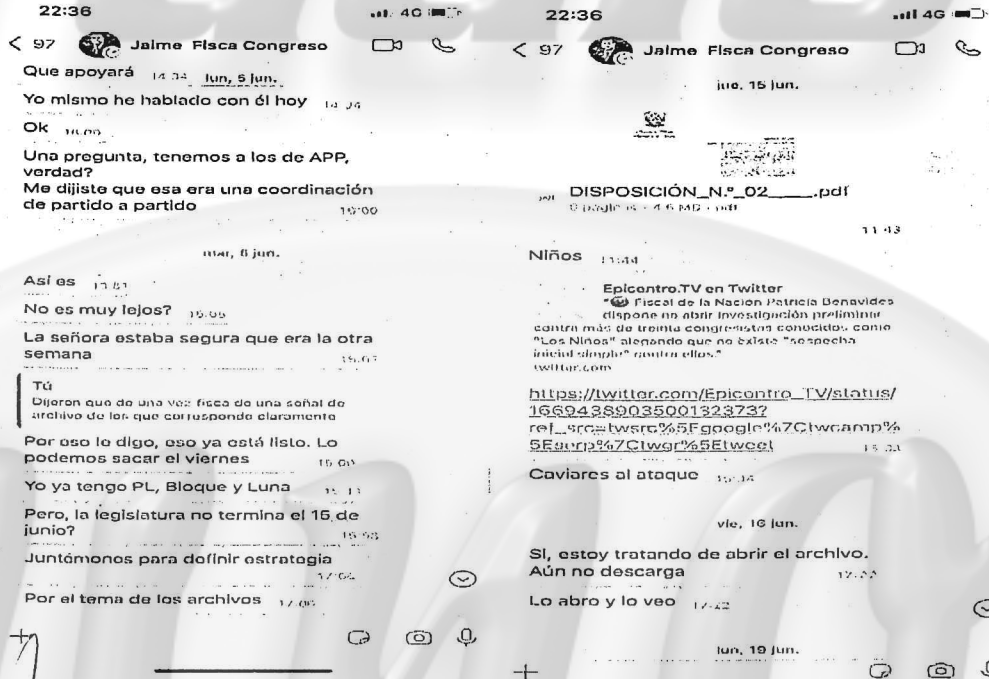 22:36
4G
97 Jaime Fisca Congreso
Que apoyará
lun, 5 jun.
Yo mismo he hablado con él hoy
Ok
Una pregunta, tenemos a los de APP,
verdad?
Me dijiste que esa era una coordinación
de partido a partido
mar, 6 jun.
Asi es
No es muy lejos?
La señora estaba segura que era la otra
semana
Tú
Dijeron que de una vez fisca de una señal de
archivo de los que corresponde claramente
Por eso le digo, eso ya está listo. Lo
podemos sacar el viernes
Yo ya tengo PL, Bloque y Luna
Pero, la legislatura no termina el 15 de
junio?
Juntémonos para definir estrategia
Por el tema de los archivos
22:36
4G
97 Jaime Fisca Congreso
jue, 15 jun.
DISPOSICIÓN_N.º_02____.pdf
4.6 MB
11:43
Niños 11:44
Epicentro.TV en Twitter
Fiscal de la Nación Patricia Benavides
dispone no abrir investigación preliminar
contra más de treinta congresistas conocidos como
"Los Niños" alegando que no existe "sospecha
inicial simple" contra ellos."
twitter.com
https://twitter.com/Epicentro_TV/status/
1669438903500132373?
ref_src=twsrc%5Egoogle%7Ctwcamp%
5Eserp%7Ctwgr%5Etweet
Caviares al ataque
vie, 16 jun.
Si, estoy tratando de abrir el archivo.
Aún no descarga
Lo abro y lo veo
lun, 19 jun.